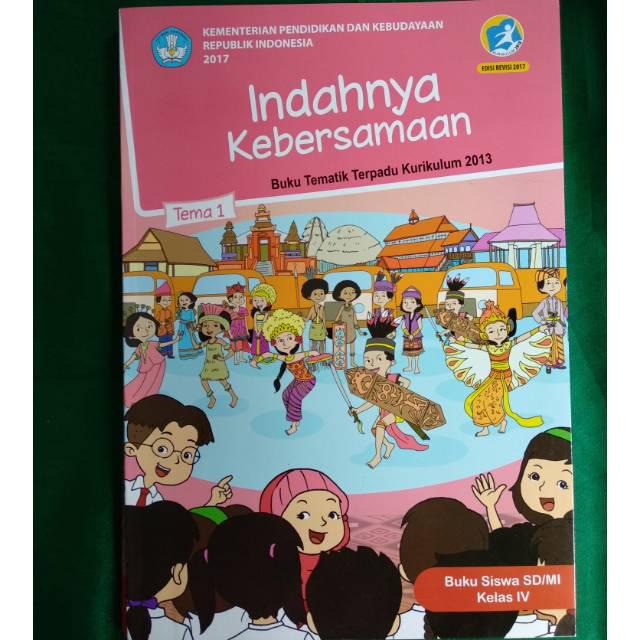 KEMENTERIAN PENDIDIKAN DAN KEBUDAYAAN
REPUBLIK INDONESIA
2017
EDISI REVISI 2017
Indahnya
Kebersamaan
Buku Tematik Terpadu Kurikulum 2013
Tema 1
Buku Siswa SD/MI
Kelas IV